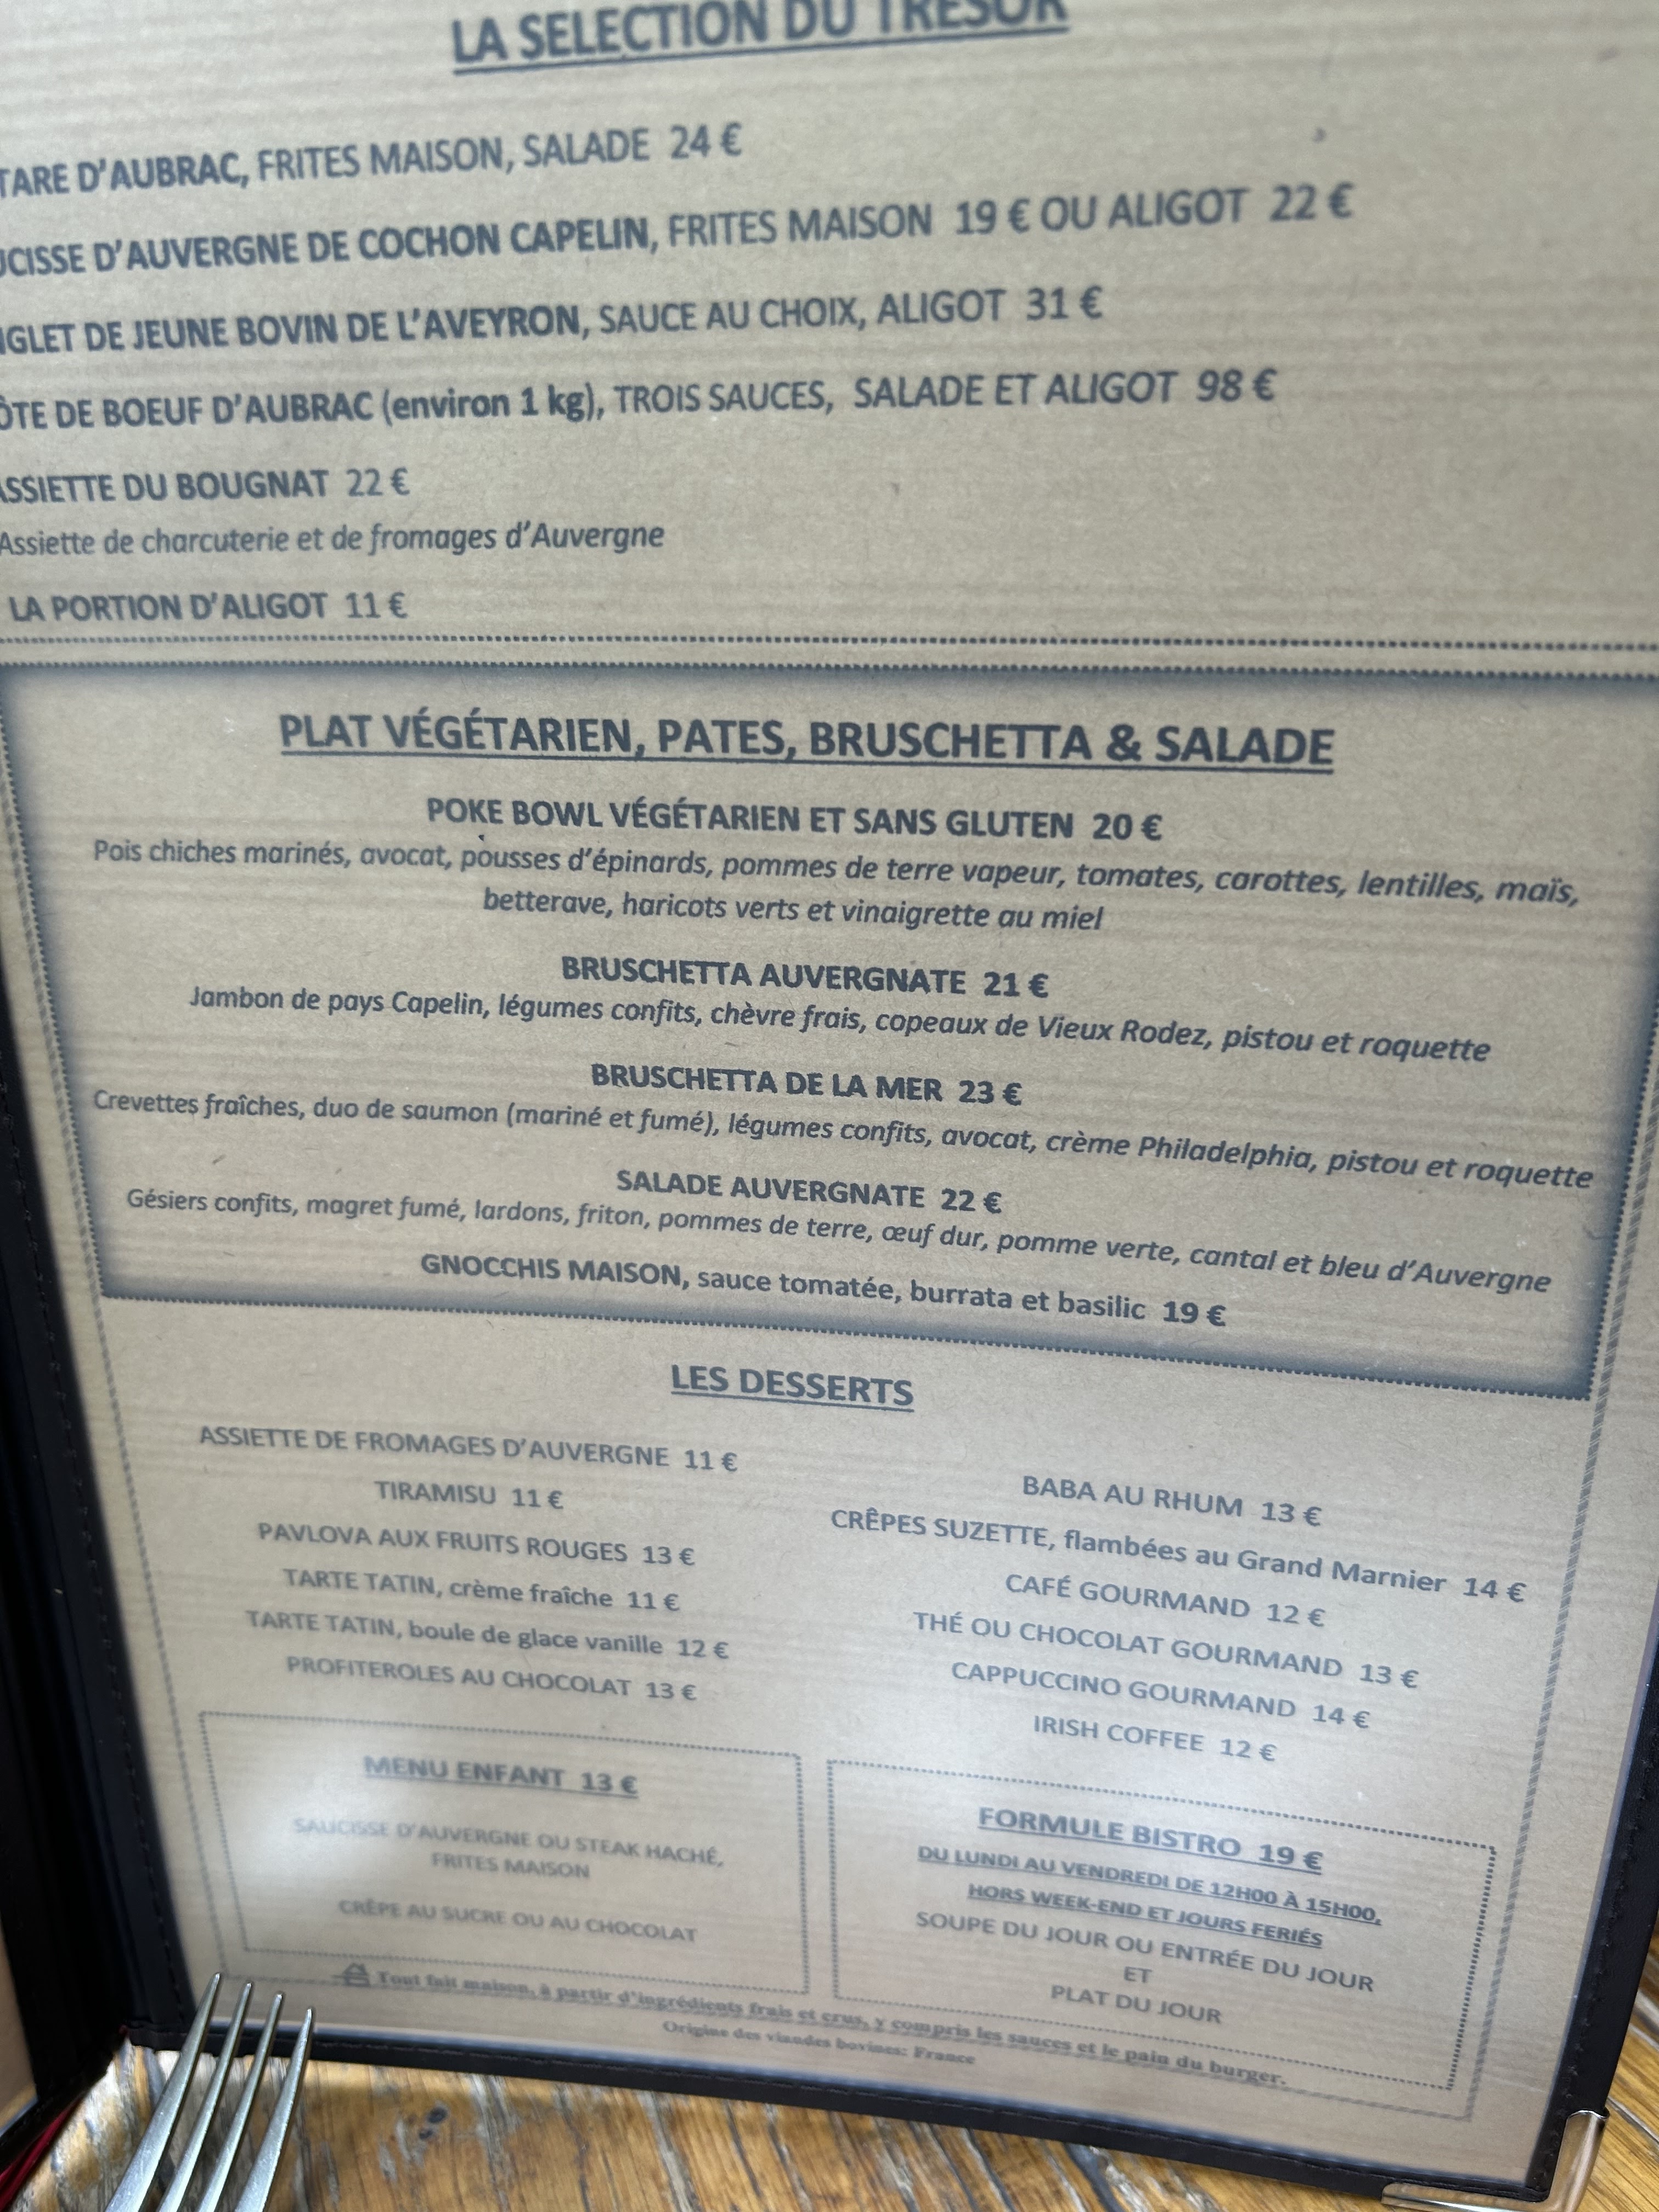 LA SELECTION DU TRESOR
TARE D'AUBRAC, FRITES MAISON, SALADE 24 €
UCISSE D'AUVERGNE DE COCHON CAPELIN, FRITES MAISON 19 € OU ALIGOT 22 €
GLET DE JEUNE BOVIN DE L'AVEYRON, SAUCE AU CHOIX, ALIGOT 31 €
ÔTE DE BOEUF D'AUBRAC (environ 1 kg), TROIS SAUCES, SALADE ET ALIGOT 98 €
ASSIETTE DU BOUGNAT 22 €
Assiette de charcuterie et de fromages d'Auvergne
LA PORTION D'ALIGOT 11 €
PLAT VÉGÉTARIEN, PATES, BRUSCHETTA & SALADE
POKE BOWL VÉGÉTARIEN ET SANS GLUTEN 20 €
Pois chiches marinés, avocat, pousses d'épinards, pommes de terre vapeur, tomates, carottes, lentilles, maïs,
betterave, haricots verts et vinaigrette au miel
BRUSCHETTA AUVERGNATE 21 €
Jambon de pays Capelin, légumes confits, chèvre frais, copeaux de Vieux Rodez, pistou et roquette
BRUSCHETTA DE LA MER 23 €
Crevettes fraîches, duo de saumon (mariné et fumé), légumes confits, avocat, crème Philadelphia, pistou et roquette
SALADE AUVERGNATE 22 €
Gésiers confits, magret fumé, lardons, friton, pommes de terre, œuf dur, pomme verte, cantal et bleu d'Auvergne
GNOCCHIS MAISON, sauce tomatée, burrata et basilic 19 €
LES DESSERTS
ASSIETTE DE FROMAGES D'AUVERGNE 11 €
TIRAMISU 11 €
PAVLOVA AUX FRUITS ROUGES 13 €
TARTE TATIN, crème fraîche 11 €
TARTE TATIN, boule de glace vanille 12 €
PROFITEROLES AU CHOCOLAT 13 €
BABA AU RHUM 13 €
CRÊPES SUZETTE, flambées au Grand Marnier 14 €
CAFÉ GOURMAND 12 €
THÉ OU CHOCOLAT GOURMAND 13 €
CAPPUCCINO GOURMAND 14 €
IRISH COFFEE 12 €
MENU ENFANT 13 €
SAUCISSE D'AUVERGNE OU STEAK HACHÉ,
FRITES MAISON
CRÊPE AU SUCRE OU AU CHOCOLAT
FORMULE BISTRO 19 €
DU LUNDI AU VENDREDI DE 12H00 À 15H00,
HORS WEEK-END ET JOURS FERIÉS
SOUPE DU JOUR OU ENTRÉE DU JOUR
ET
PLAT DU JOUR
Tout fait maison, à partir d'ingrédients frais et crus, y compris les sauces et le pain du burger.
Origine des viandes bovines: France